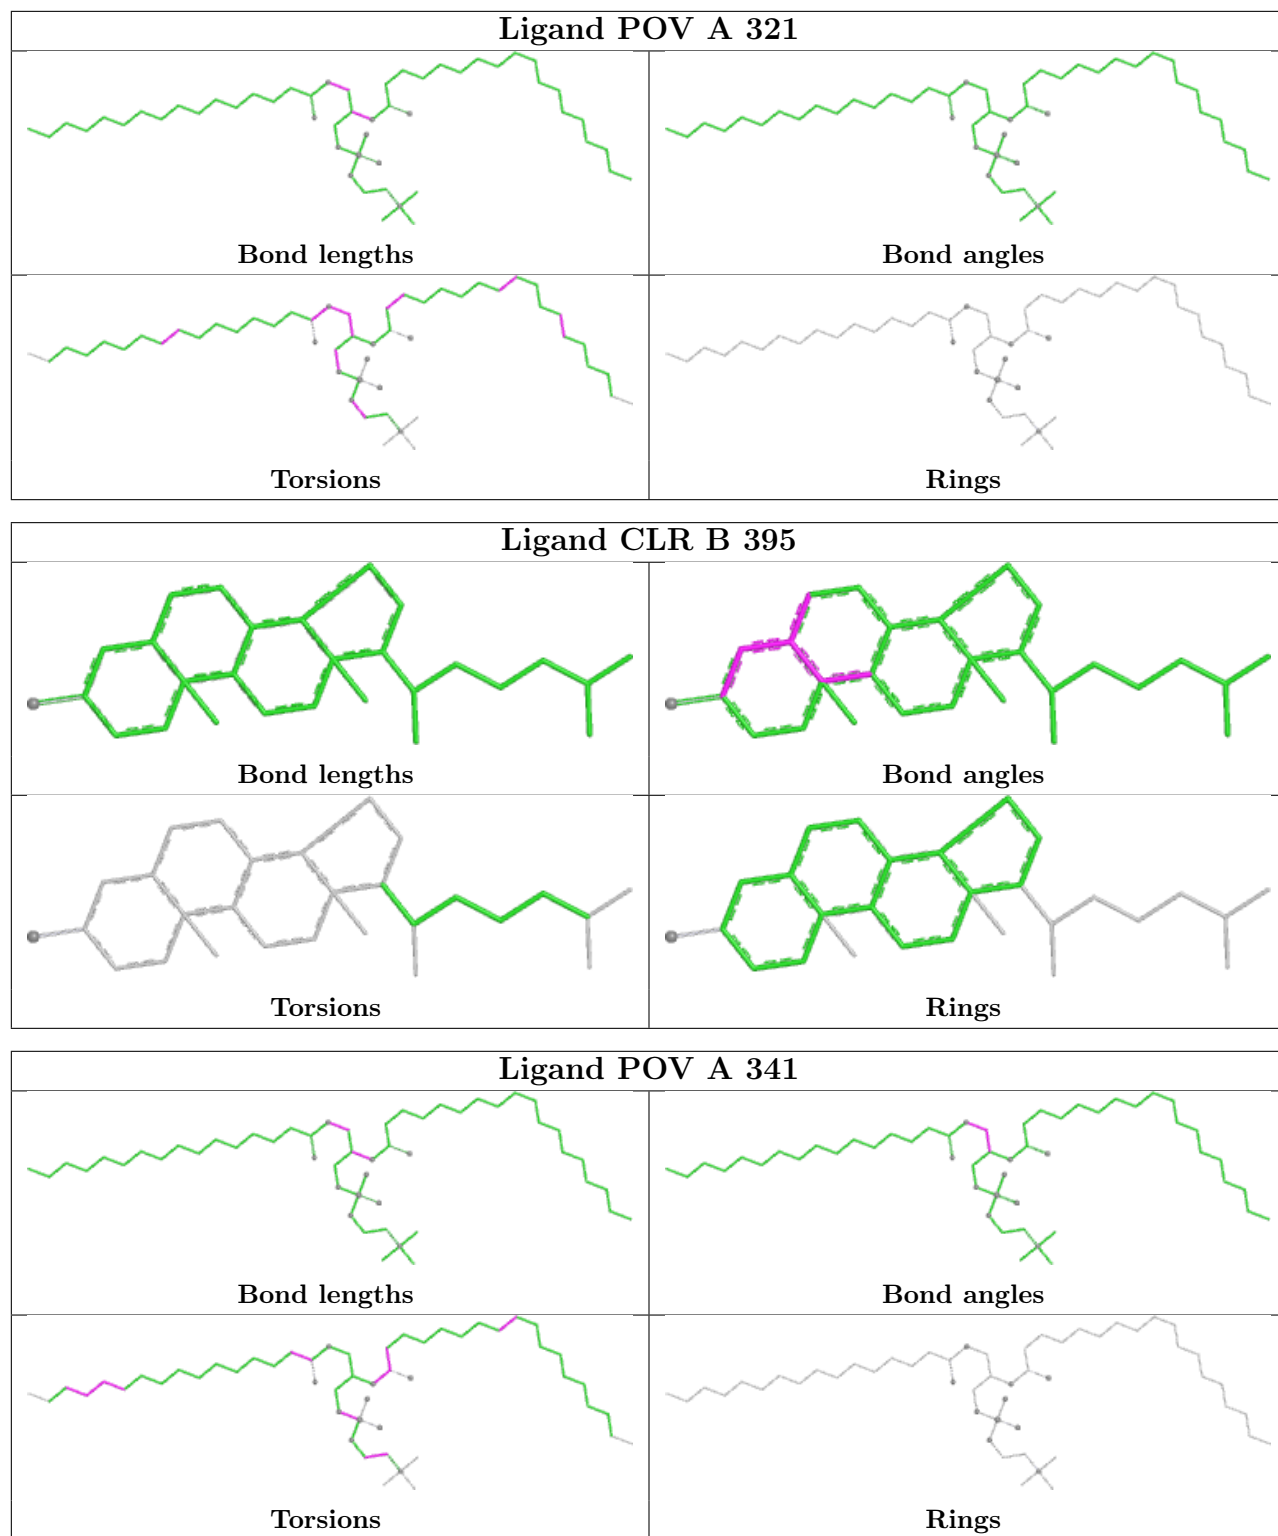 Ligand POV A 321
Bond lengths
Bond angles
Torsions
Rings
Ligand CLR B 395
Bond lengths
Bond angles
Torsions
Rings
Ligand POV A 341
Bond lengths
Bond angles
Torsions
Rings